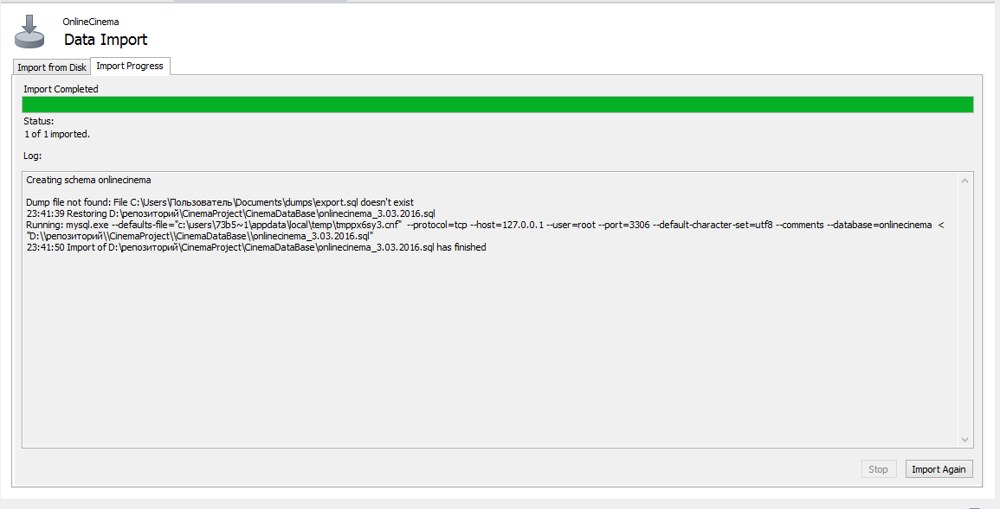 OnlineCinema
Data Import
Import from Disk
Import Progress
Import Completed
Status:
1 of 1 imported.
Log:
Creating schema onlinecinema
Dump file not found: File C:\Users\Пользователь\Documents\dumps\export.sql doesn't exist
23:41:39 Restoring D:\репозиторий\CinemaProject\CinemaDataBase\onlinecinema_3.03.2016.sql
Running: mysql.exe --defaults-file="c:\users\73b5~1\appdata\local\temp\tmppx6sy3.cnf"  --protocol=tcp --host=127.0.0.1 --user=root --port=3306 --default-character-set=utf8 --comments --database=onlinecinema  <
"D:\\репозиторий\\CinemaProject\\CinemaDataBase\\onlinecinema_3.03.2016.sql"
23:41:50 Import of D:\репозиторий\CinemaProject\CinemaDataBase\onlinecinema_3.03.2016.sql has finished
Stop
Import Again